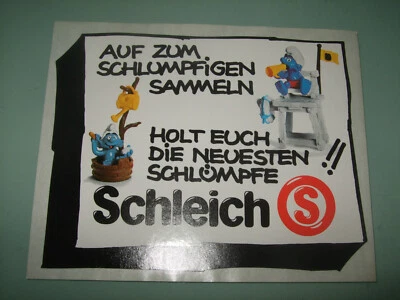 AUF ZUM
SCHLUMPFIGEN
SAMMELN
HOLT EUCH
DIE NEUESTEN
SCHLÜMPFE !!
Schleich S